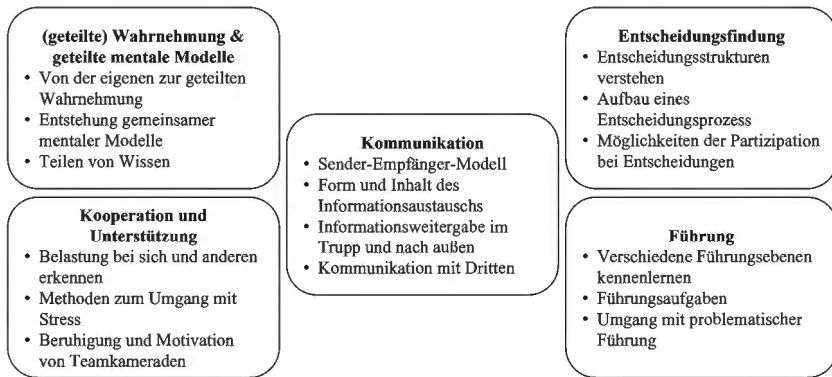 (geteilte) Wahrnehmung &
geteilte mentale Modelle
• Von der eigenen zur geteilten
Wahrnehmung
• Entstehung gemeinsamer
mentaler Modelle
• Teilen von Wissen
Kooperation und
Unterstützung
• Belastung bei sich und anderen
erkennen
• Methoden zum Umgang mit
Stress
• Beruhigung und Motivation
von Teamkameraden
Kommunikation
• Sender-Empfänger-Modell
• Form und Inhalt des
Informationsaustauschs
• Informationsweitergabe im
Trupp und nach außen
• Kommunikation mit Dritten
Entscheidungsfindung
• Entscheidungsstrukturen
verstehen
• Aufbau eines
Entscheidungsprozess
• Möglichkeiten der Partizipation
bei Entscheidungen
Führung
• Verschiedene Führungsebenen
kennenlernen
• Führungsaufgaben
• Umgang mit problematischer
Führung